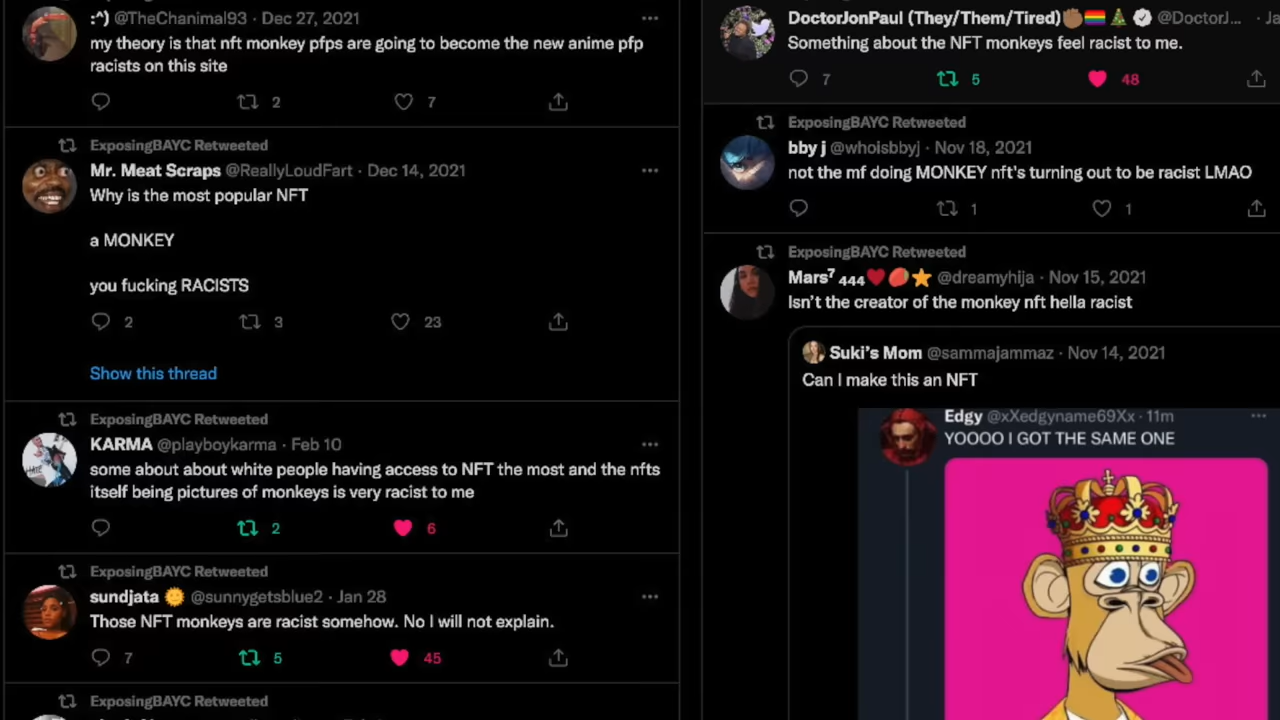 :^) @TheChanimal93 · Dec 27, 2021
my theory is that nft monkey pfps are going to become the new anime pfp
racists on this site
2 7
ExposingBAYC Retweeted
Mr. Meat Scraps @ReallyLoudFart · Dec 14, 2021
Why is the most popular NFT
a MONKEY
you fucking RACISTS
2 3 23
Show this thread
ExposingBAYC Retweeted
KARMA @playboykarma · Feb 10
some about about white people having access to NFT the most and the nfts
itself being pictures of monkeys is very racist to me
2 6
ExposingBAYC Retweeted
sundjata @sunnygetsblue2 · Jan 28
Those NFT monkeys are racist somehow. No I will not explain.
7 5 45
ExposingBAYC Retweeted
DoctorJonPaul (They/Them/Tired) @DoctorJ... ·
Something about the NFT monkeys feel racist to me.
7 5 48
ExposingBAYC Retweeted
bby j @whoisbbyj · Nov 18, 2021
not the mf doing MONKEY nft's turning out to be racist LMAO
1 1
ExposingBAYC Retweeted
Mars⁷ 444 @dreamyhija · Nov 15, 2021
Isn't the creator of the monkey nft hella racist
Suki's Mom @sammajammaz · Nov 14, 2021
Can I make this an NFT
Edgy @xXedgyname69Xx · 11m
YOOOO I GOT THE SAME ONE